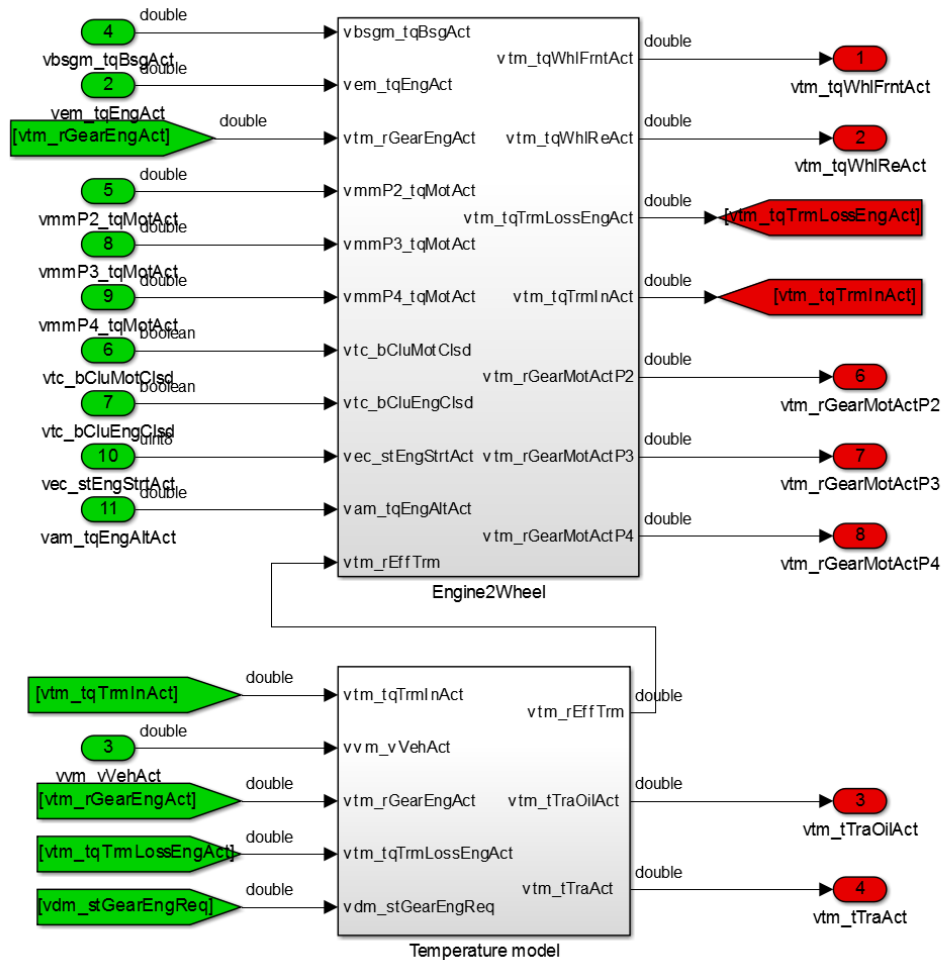 double
4
vbsgm_tqBsgAct
double
2
vem_tqEngAct
[vtm_rGearEngAct]
double
double
5
vmmP2_tqMotAct
double
8
vmmP3_tqMotAct
double
9
vmmP4_tqMotAct
boolean
6
vtc_bCluMotClsd
boolean
7
vtc_bCluEngClsd
uint8
10
vec_stEngStrtAct
double
11
vam_tqEngAltAct
vbsgm_tqBsgAct
vem_tqEngAct
vtm_rGearEngAct
vmmP2_tqMotAct
vmmP3_tqMotAct
vmmP4_tqMotAct
vtc_bCluMotClsd
vtc_bCluEngClsd
vec_stEngStrtAct
vam_tqEngAltAct
vtm_rEffTrm
vtm_tqWhlFrntAct
vtm_tqWhlReAct
vtm_tqTrmLossEngAct
vtm_tqTrmInAct
vtm_rGearMotActP2
vtm_rGearMotActP3
vtm_rGearMotActP4
Engine2Wheel
double
1
vtm_tqWhlFrntAct
double
2
vtm_tqWhlReAct
double
[vtm_tqTrmLossEngAct]
double
[vtm_tqTrmInAct]
double
6
vtm_rGearMotActP2
double
7
vtm_rGearMotActP3
double
8
vtm_rGearMotActP4
[vtm_tqTrmInAct]
double
double
3
vvm_vVehAct
[vtm_rGearEngAct]
double
[vtm_tqTrmLossEngAct]
double
[vdm_stGearEngReq]
double
vtm_tqTrmInAct
vvm_vVehAct
vtm_rGearEngAct
vtm_tqTrmLossEngAct
vdm_stGearEngReq
vtm_rEffTrm
vtm_tTraOilAct
vtm_tTraAct
Temperature model
double
double
3
vtm_tTraOilAct
double
4
vtm_tTraAct